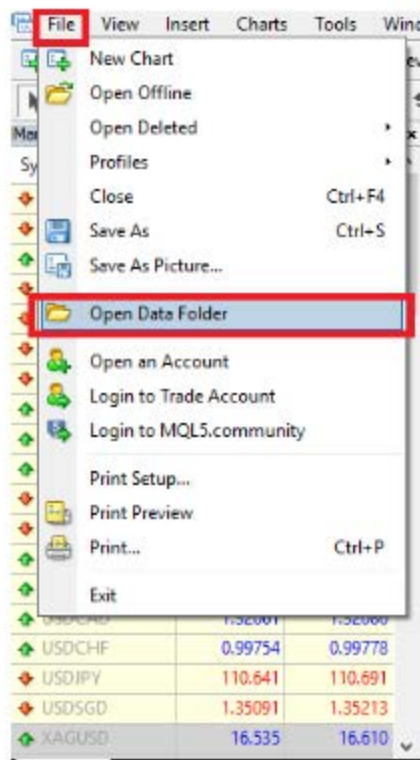 File View Insert Charts Tools
New Chart
Open Offline
Open Deleted
Profiles
Close Ctrl+F4
Save As Ctrl+S
Save As Picture...
Open Data Folder
Open an Account
Login to Trade Account
Login to MQL5.community
Print Setup...
Print Preview
Print... Ctrl+P
Exit
USDCHF 0.99754 0.99778
USDJPY 110.641 110.691
USDSGD 1.35091 1.35213
XAGUSD 16.535 16.610